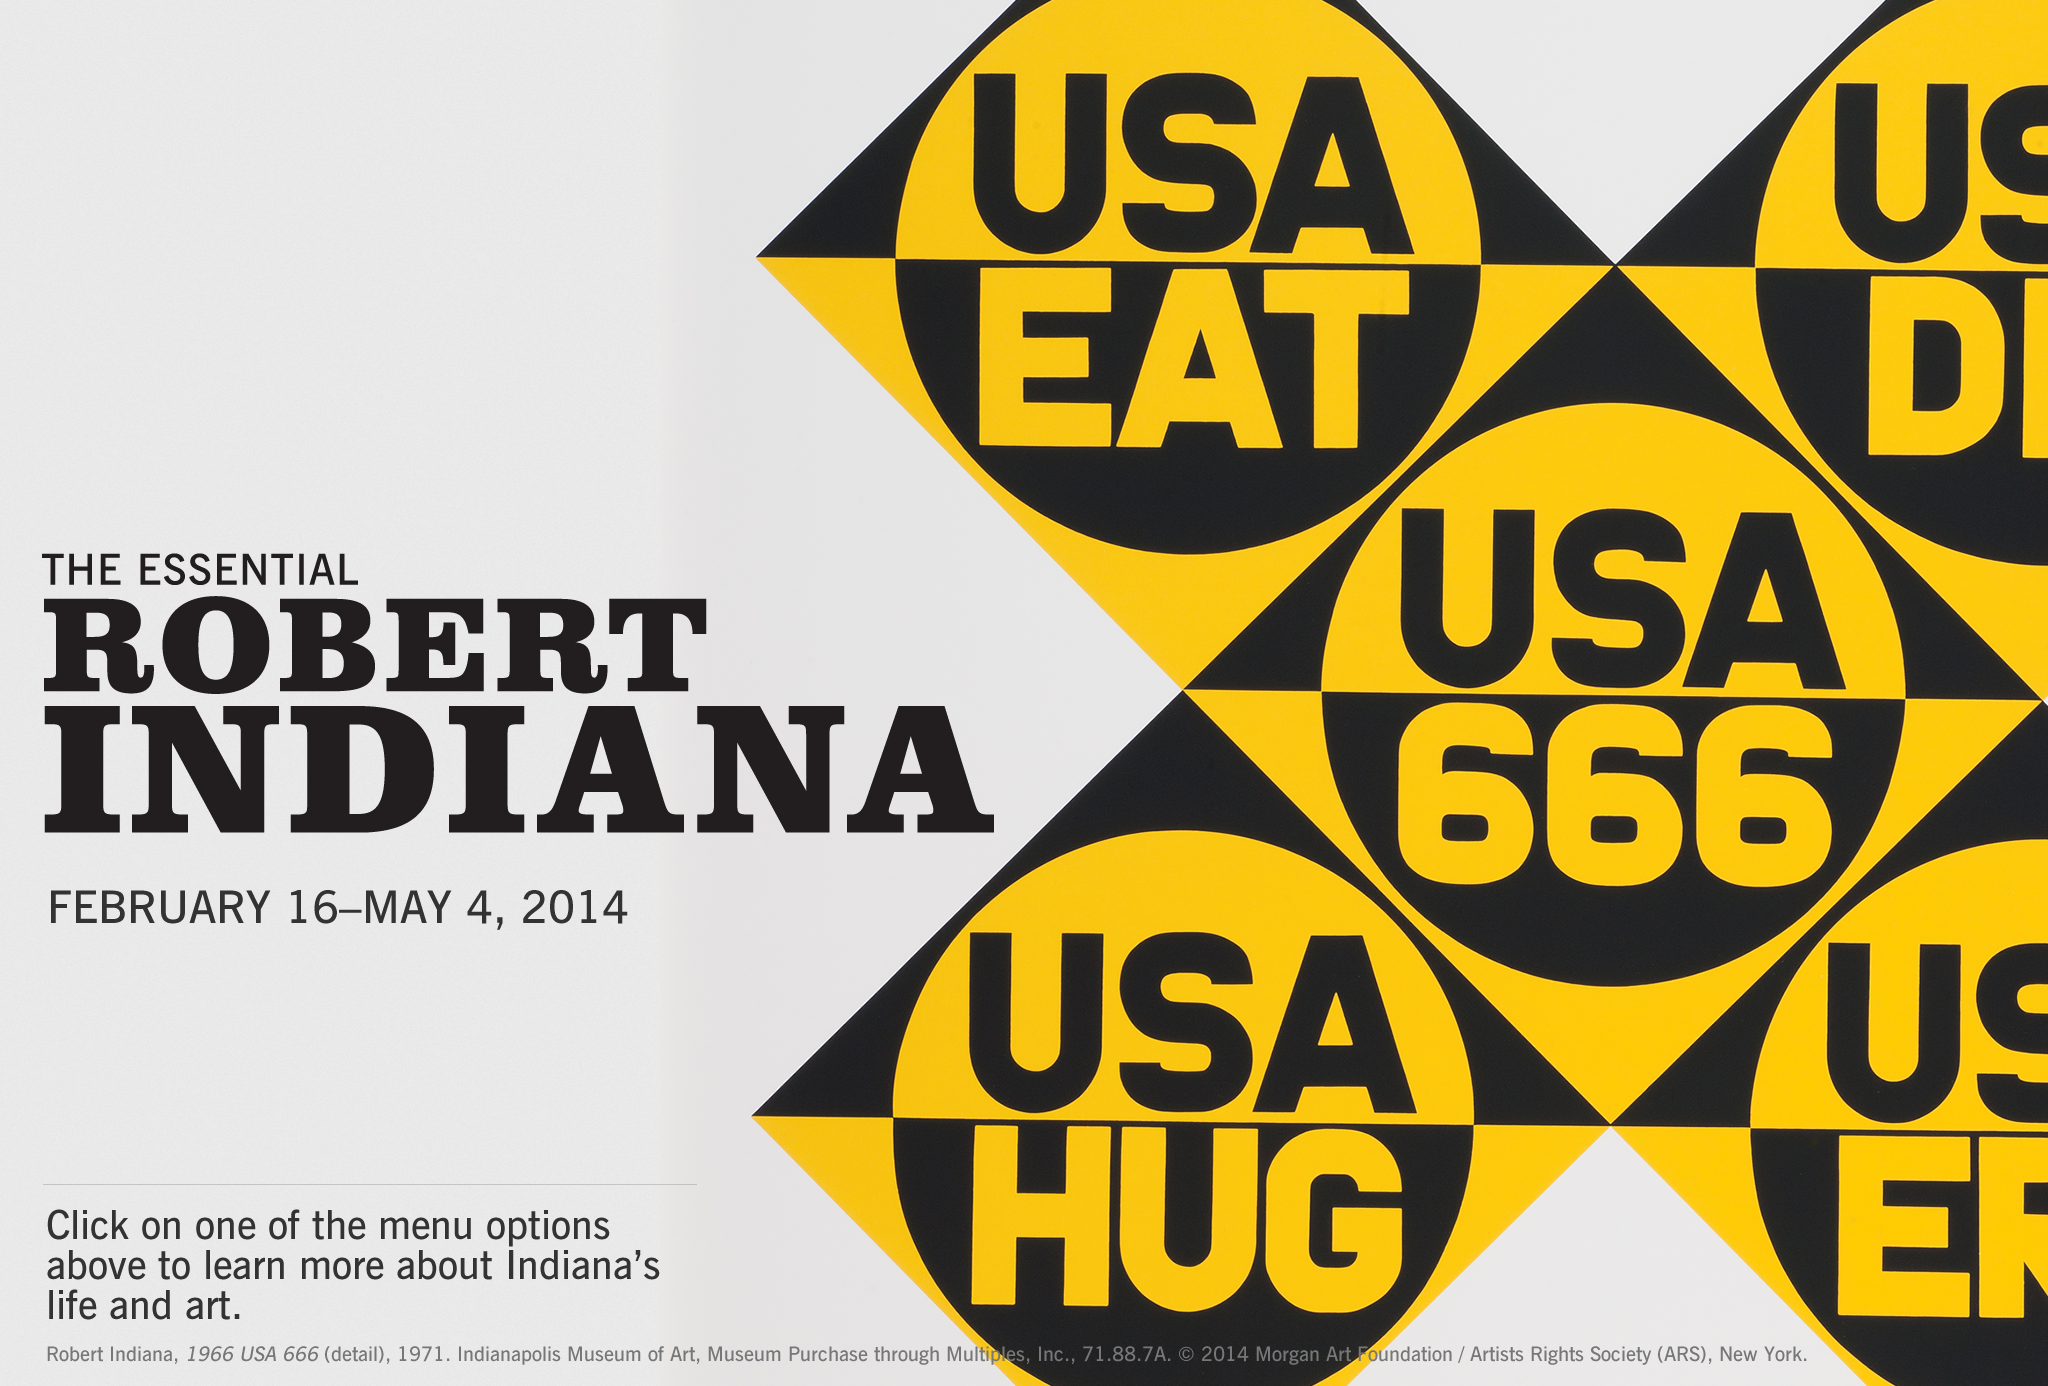 USA
EAT
US
D
USA
666
THE ESSENTIAL
ROBERT
INDIANA
FEBRUARY 16–MAY 4, 2014
USA
HUG
US
ER
Click on one of the menu options
above to learn more about Indiana’s
life and art.
Robert Indiana, 1966 USA 666 (detail), 1971. Indianapolis Museum of Art, Museum Purchase through Multiples, Inc., 71.88.7A. © 2014 Morgan Art Foundation / Artists Rights Society (ARS), New York.